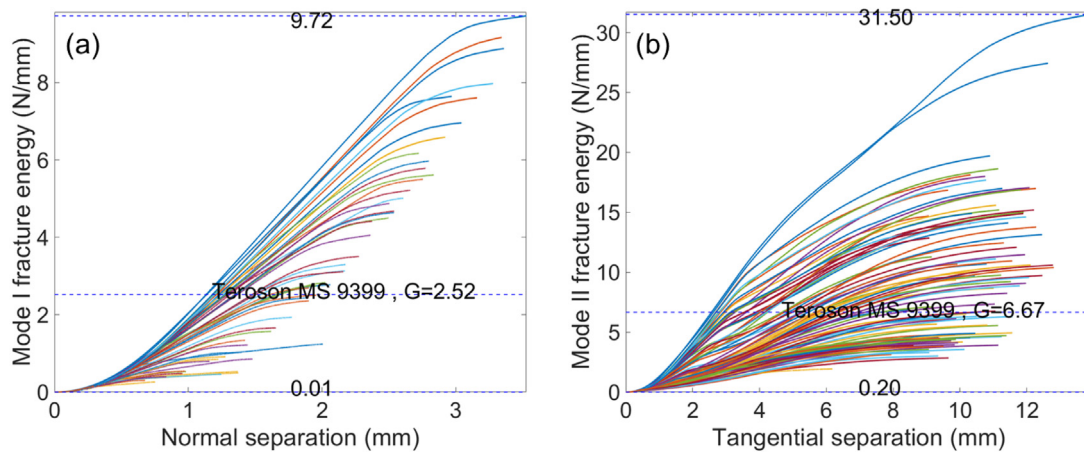 (a)
9.72
Mode I fracture energy (N/mm)
8
6
4
2
0
Teroson MS 9399 , G=2.52
0.01
0 1 2 3
Normal separation (mm)
(b)
31.50
Mode II fracture energy (N/mm)
30
25
20
15
10
5
0
Teroson MS 9399 , G=6.67
0.20
0 2 4 6 8 10 12
Tangential separation (mm)